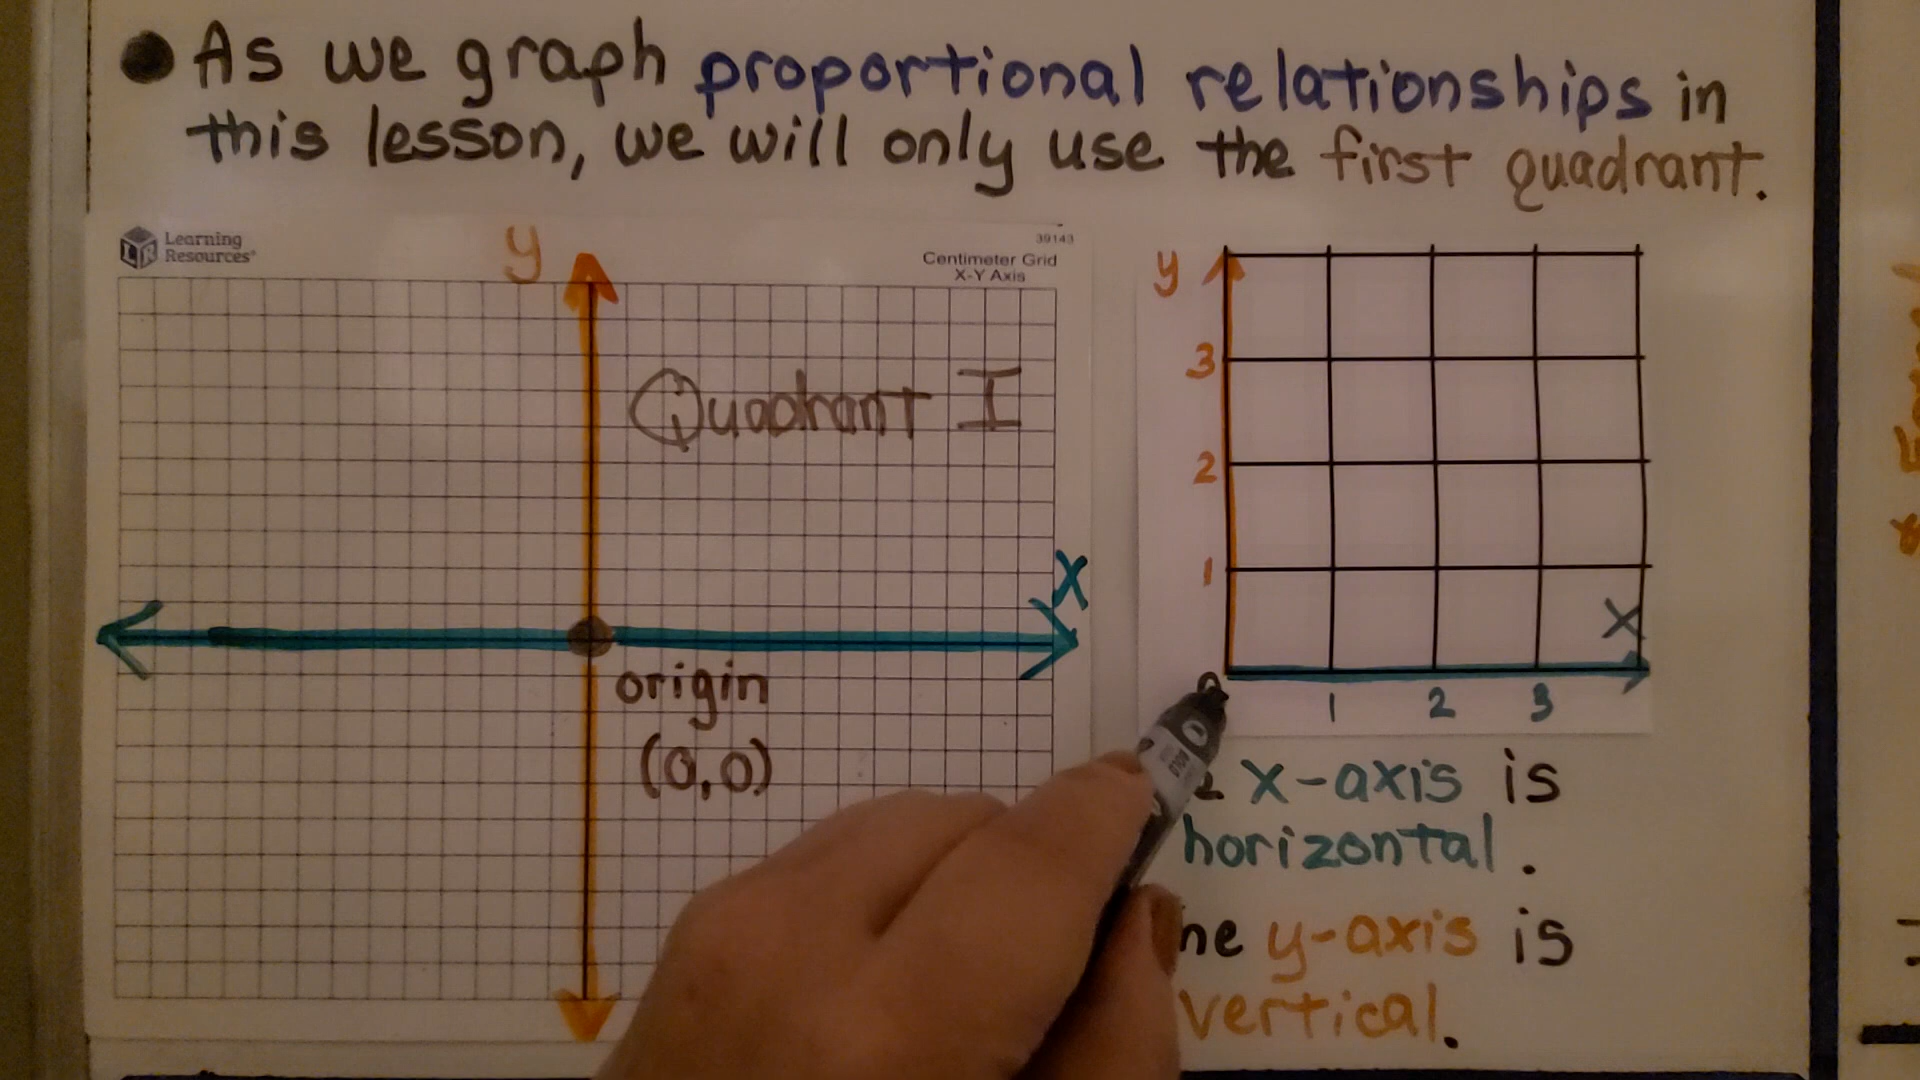 As we graph proportional relationships in
this lesson, we will only use the first quadrant.
Learning
Resources®
39143
Centimeter Grid
X-Y Axis
y
Quadrant I
x
origin
(0,0)
y
3
2
1
x
0
1 2 3
x-axis is
horizontal.
y-axis is
vertical.